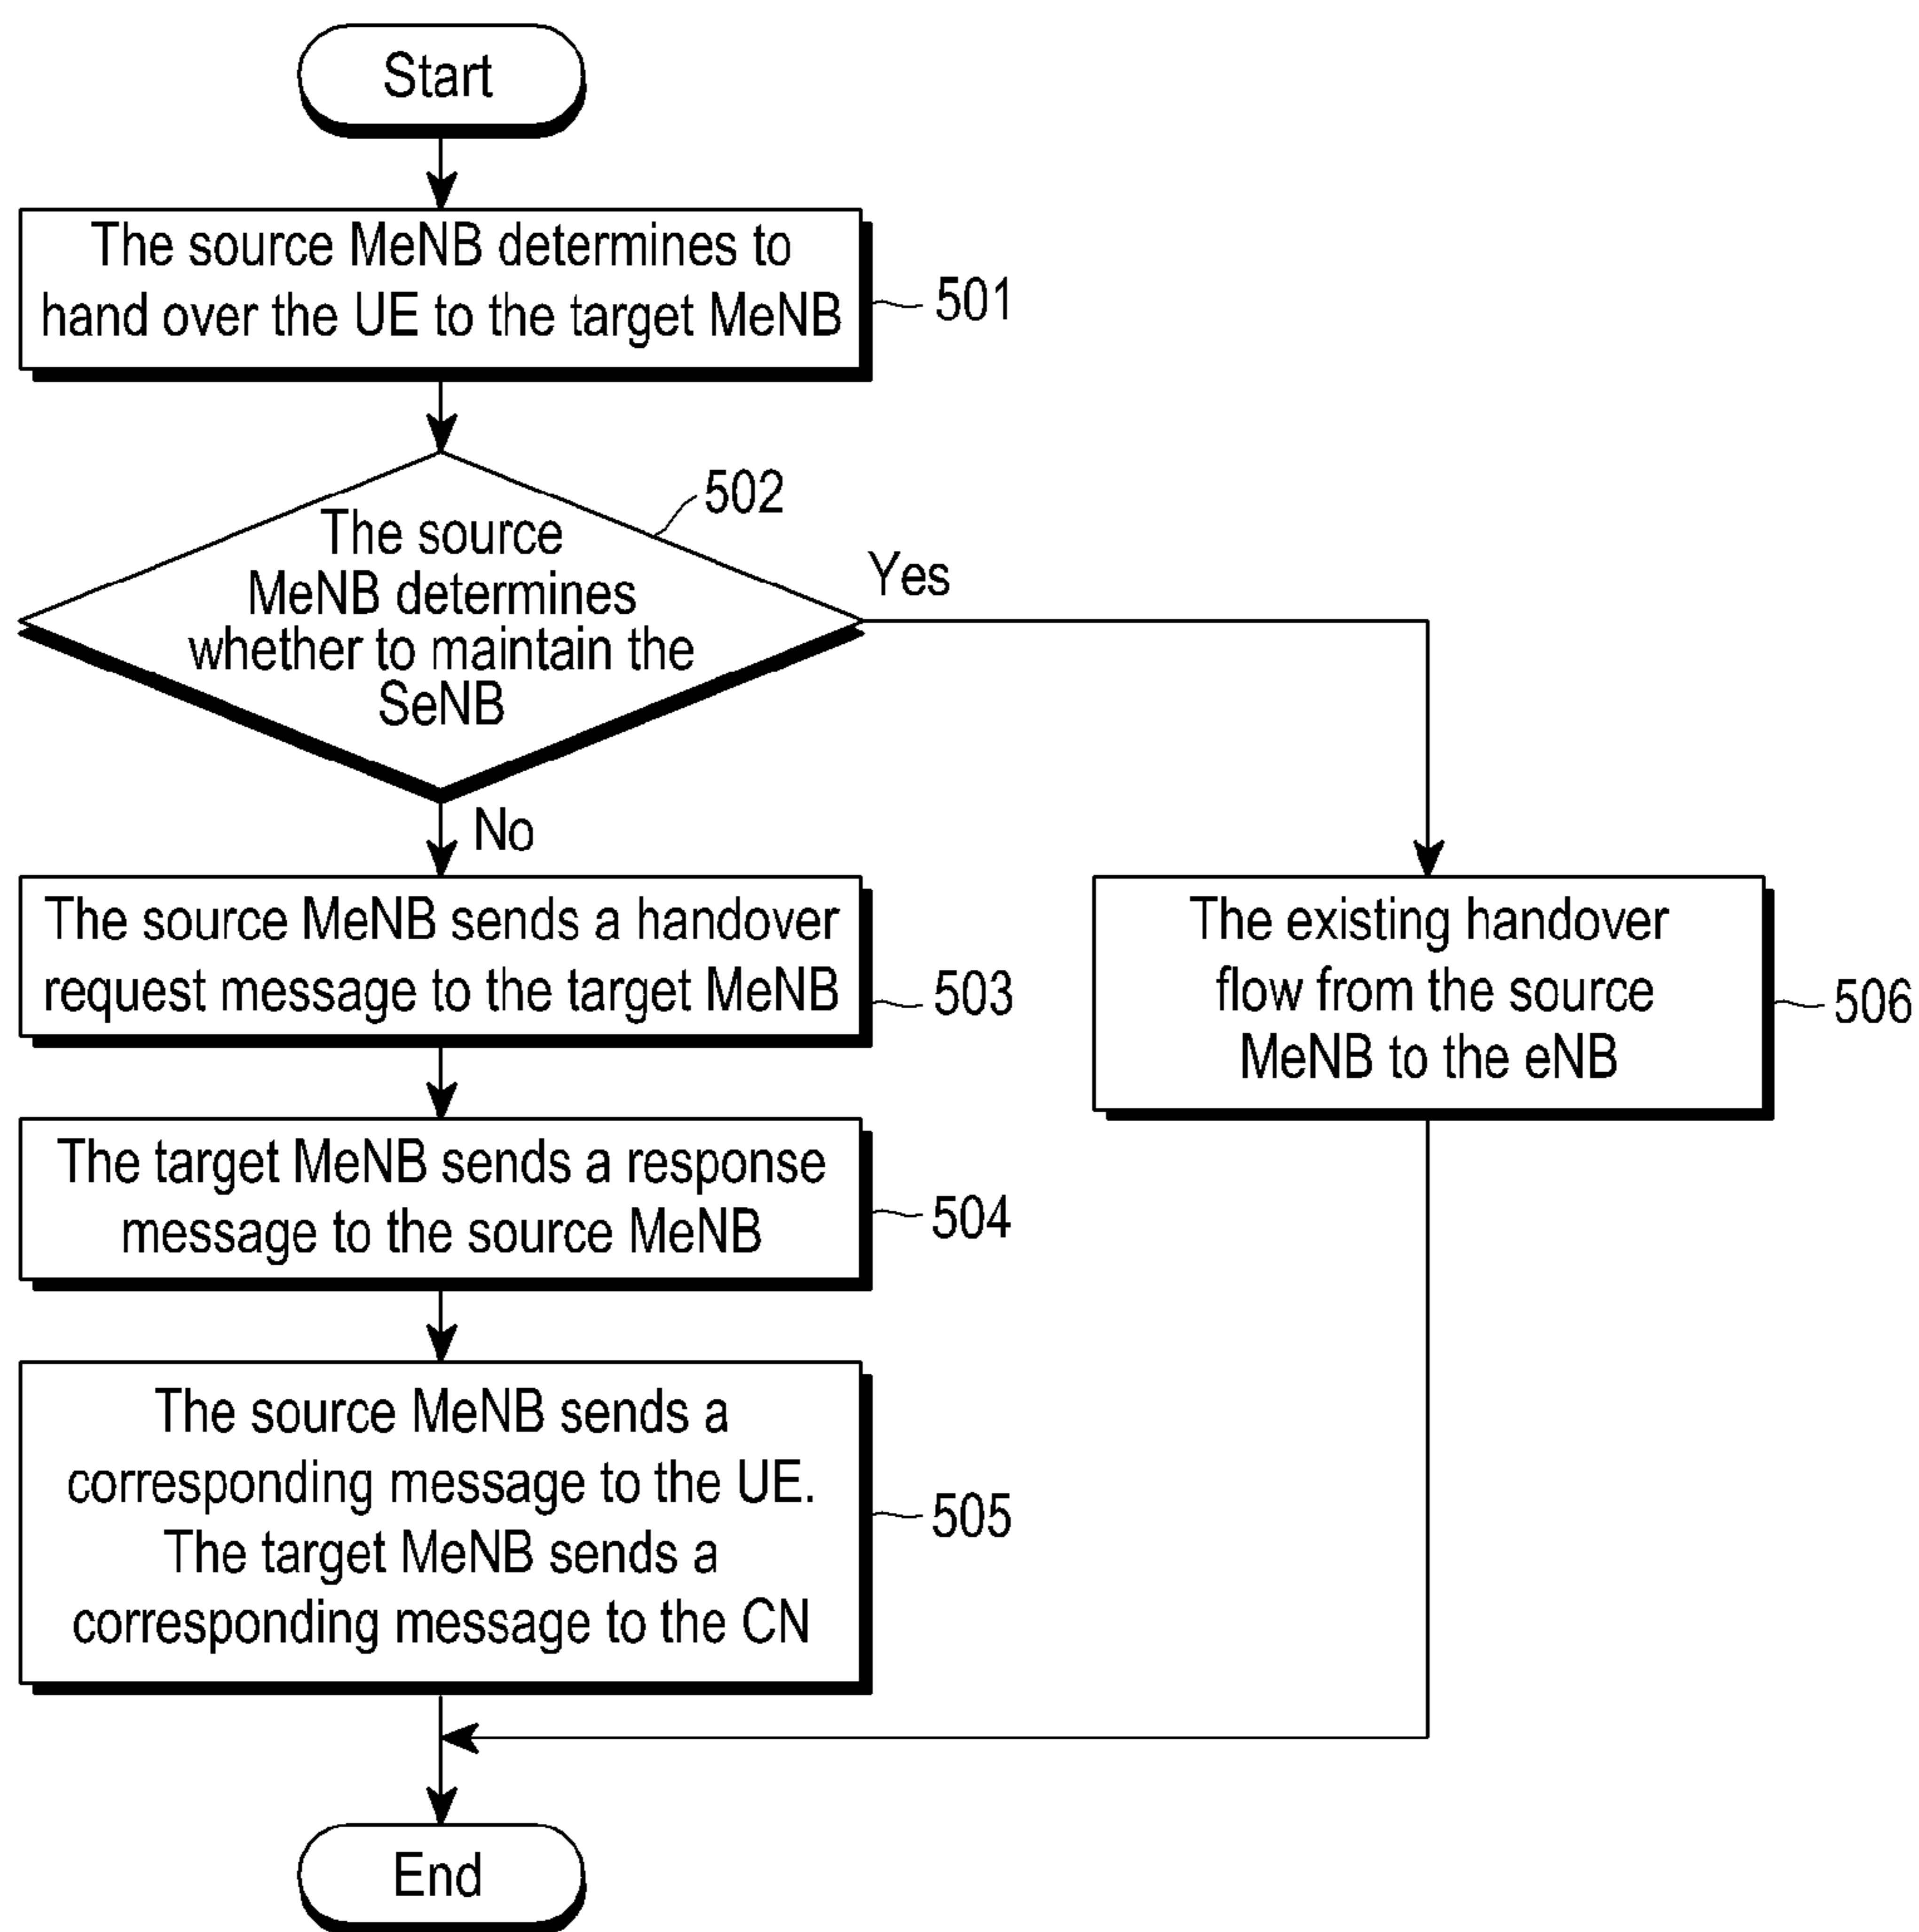 Start
The source MeNB determines to
hand over the UE to the target MeNB
501
502
The source
MeNB determines
whether to maintain the
SeNB
Yes
No
The source MeNB sends a handover
request message to the target MeNB
503
The existing handover
flow from the source
MeNB to the eNB
506
The target MeNB sends a response
message to the source MeNB
504
The source MeNB sends a
corresponding message to the UE.
The target MeNB sends a
corresponding message to the CN
505
End